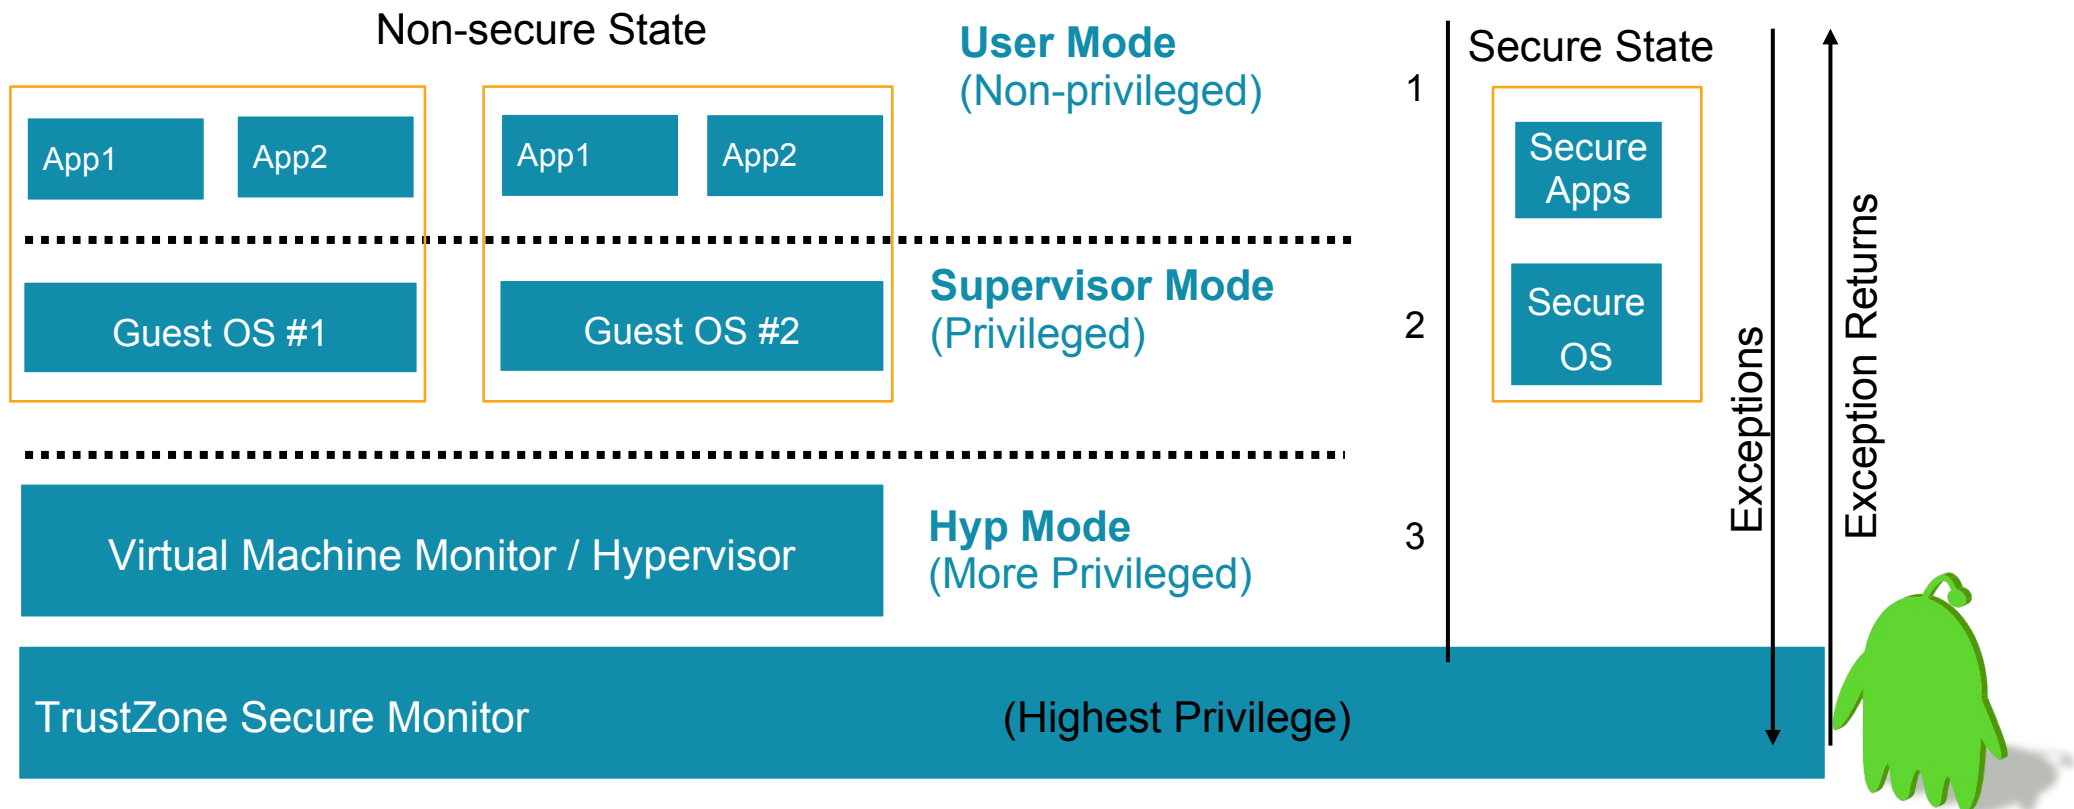 Non-secure State
User Mode
(Non-privileged)
1
Secure State
App1
App2
App1
App2
Secure
Apps
Guest OS #1
Guest OS #2
Supervisor Mode
(Privileged)
2
Secure
OS
Exceptions
Exception Returns
Virtual Machine Monitor / Hypervisor
Hyp Mode
(More Privileged)
3
TrustZone Secure Monitor
(Highest Privilege)